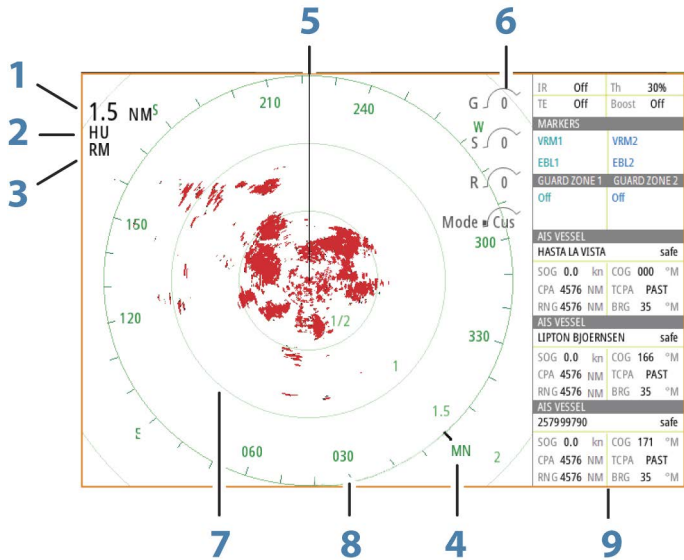 5
6
1
2
3
1.5 NM
HU
RM
S
210
240
W
G 0
S 0
R 0
Mode Cus
150
300
120
330
1/2
1
1.5
2
E
060
030
MN
IR Off Th 30%
TE Off Boost Off
MARKERS
VRM1 VRM2
EBL1 EBL2
GUARD ZONE 1 GUARD ZONE 2
Off Off
AIS VESSEL
HASTA LA VISTA safe
SOG 0.0 kn COG 000 °M
CPA 4576 NM TCPA PAST
RNG 4576 NM BRG 35 °M
AIS VESSEL
LIPTON BJOERNSEN safe
SOG 0.0 kn COG 166 °M
CPA 4576 NM TCPA PAST
RNG 4576 NM BRG 35 °M
AIS VESSEL
257999790 safe
SOG 0.0 kn COG 171 °M
CPA 4576 NM TCPA PAST
RNG 4576 NM BRG 35 °M
7
8
4
9